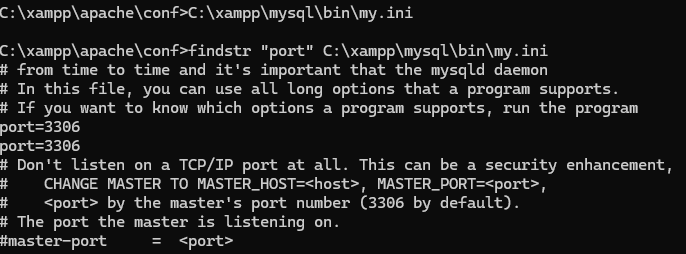 C:\xampp\apache\conf>C:\xampp\mysql\bin\my.ini
C:\xampp\apache\conf>findstr "port" C:\xampp\mysql\bin\my.ini
# from time to time and it's important that the mysqld daemon
# In this file, you can use all long options that a program supports.
# If you want to know which options a program supports, run the program
port=3306
port=3306
# Don't listen on a TCP/IP port at all. This can be a security enhancement,
#    CHANGE MASTER TO MASTER_HOST=<host>, MASTER_PORT=<port>,
#    <port> by the master's port number (3306 by default).
# The port the master is listening on.
#master-port     =  <port>